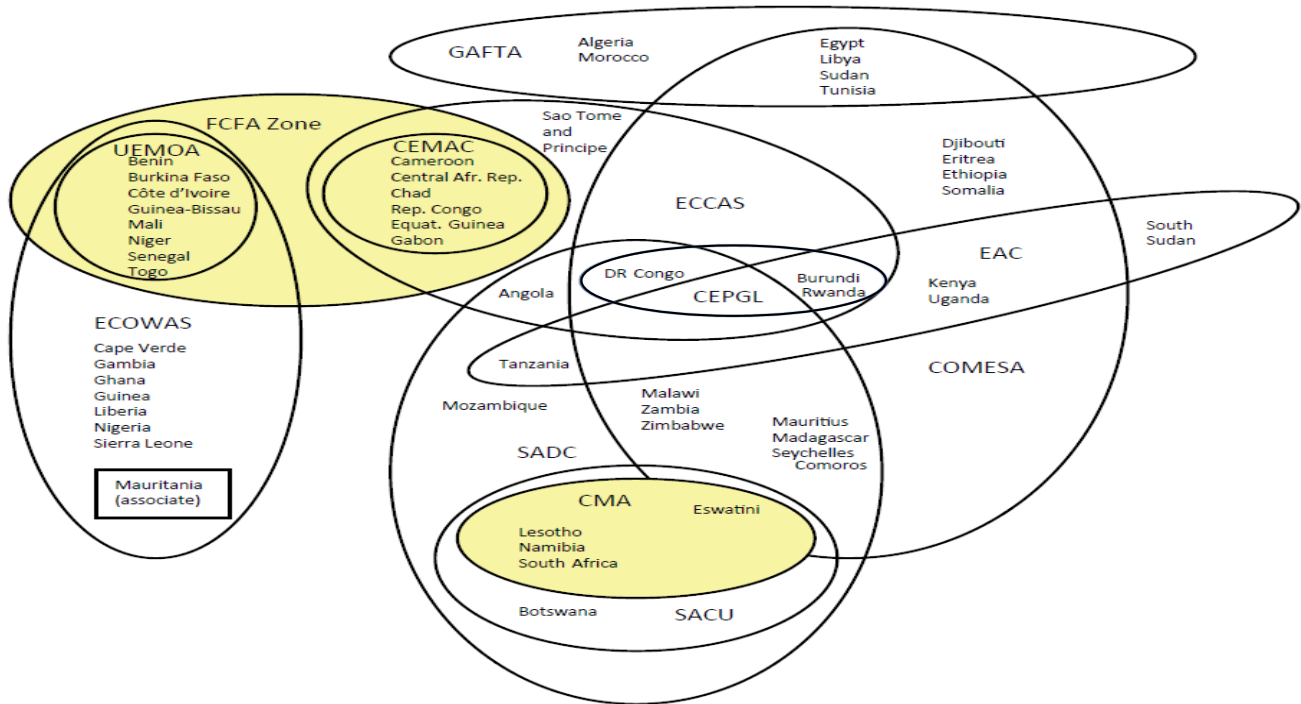 GAFTA
Algeria
Morocco
Egypt
Libya
Sudan
Tunisia
FCFA Zone
UEMOA
Benin
Burkina Faso
Côte d'Ivoire
Guinea-Bissau
Mali
Niger
Senegal
Togo
CEMAC
Cameroon
Central Afr. Rep.
Chad
Rep. Congo
Equat. Guinea
Gabon
Sao Tome
and
Principe
ECCAS
Djibouti
Eritrea
Ethiopia
Somalia
South
Sudan
EAC
Kenya
Uganda
DR Congo
CEPGL
Burundi
Rwanda
Angola
Tanzania
COMESA
ECOWAS
Cape Verde
Gambia
Ghana
Guinea
Liberia
Nigeria
Sierra Leone
Mauritania
(associate)
Mozambique
Malawi
Zambia
Zimbabwe
Mauritius
Madagascar
Seychelles
Comoros
SADC
CMA
Eswatini
Lesotho
Namibia
South Africa
Botswana
SACU